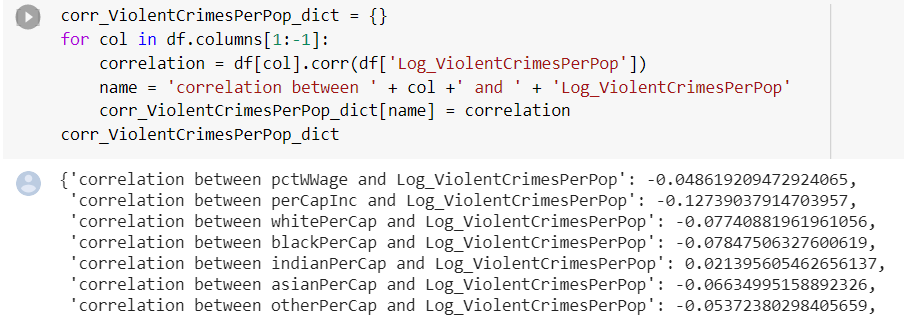 corr_ViolentCrimesPerPop_dict = {}
for col in df.columns[1:-1]:
    correlation = df[col].corr(df['Log_ViolentCrimesPerPop'])
    name = 'correlation between ' + col +' and ' + 'Log_ViolentCrimesPerPop'
    corr_ViolentCrimesPerPop_dict[name] = correlation
corr_ViolentCrimesPerPop_dict
{'correlation between pctWWage and Log_ViolentCrimesPerPop': -0.048619209472924065,
 'correlation between perCapInc and Log_ViolentCrimesPerPop': -0.12739037914703957,
 'correlation between whitePerCap and Log_ViolentCrimesPerPop': -0.07740881961961056,
 'correlation between blackPerCap and Log_ViolentCrimesPerPop': -0.07847506327600619,
 'correlation between indianPerCap and Log_ViolentCrimesPerPop': 0.021395605462656137,
 'correlation between asianPerCap and Log_ViolentCrimesPerPop': -0.06634995158892326,
 'correlation between otherPerCap and Log_ViolentCrimesPerPop': -0.05372380298405659,